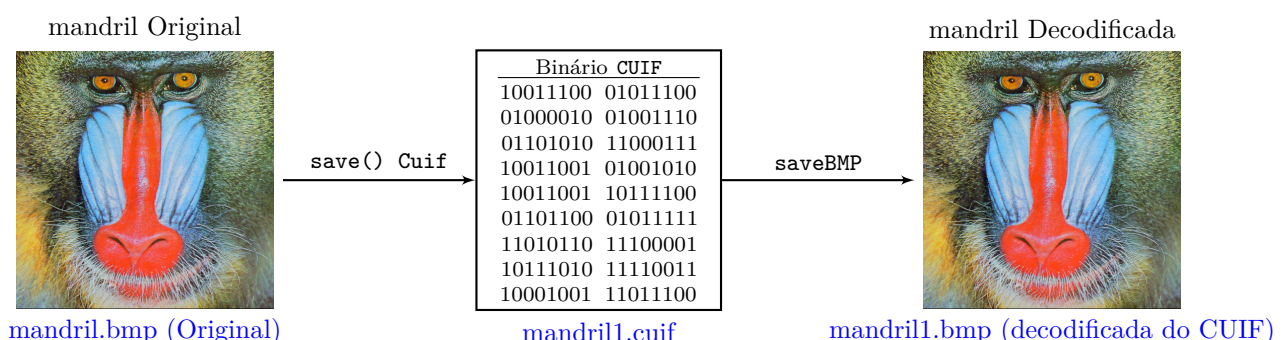 mandril Original
mandril.bmp (Original)
save() Cuif
Binário CUIF
10011100 01011100
01000010 01001110
01101010 11000111
10011001 01001010
10011001 10111100
01101100 01011111
11010110 11100001
10111010 11110011
10001001 11011100
mandril1.cuif
saveBMP
mandril Decodificada
mandril1.bmp (decodificada do CUIF)